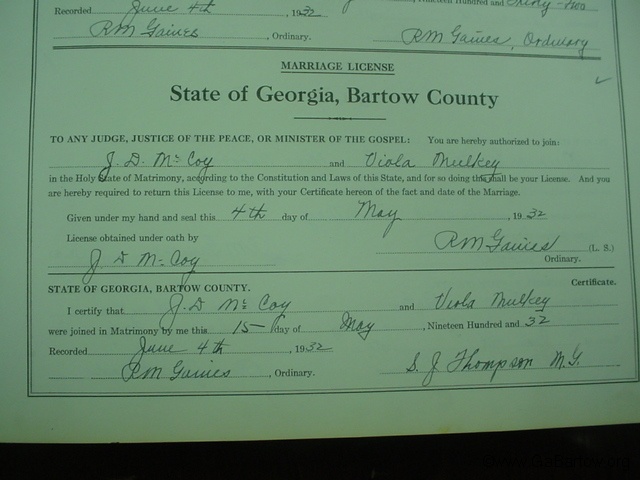 Recorded June 4th, 1932, Nineteen Hundred and Thirty-two
RM Gaines, Ordinary. RM Gaines, Ordinary
MARRIAGE LICENSE
State of Georgia, Bartow County
TO ANY JUDGE, JUSTICE OF THE PEACE, OR MINISTER OF THE GOSPEL: You are hereby authorized to join:
J. D. McCoy and Viola Mulkey
in the Holy State of Matrimony, according to the Constitution and Laws of this State, and for so doing this shall be your License. And you
are hereby required to return this License to me, with your Certificate hereon of the fact and date of the Marriage.
Given under my hand and seal this 4th day of May, 1932
License obtained under oath by RM Gaines (L. S.)
J D McCoy Ordinary.
STATE OF GEORGIA, BARTOW COUNTY. Certificate.
I certify that J. D McCoy and Viola Mulkey
were joined in Matrimony by me this 15 day of May, Nineteen Hundred and 32
Recorded June 4th, 1932
RM Gaines, Ordinary. S. J Thompson M.G.